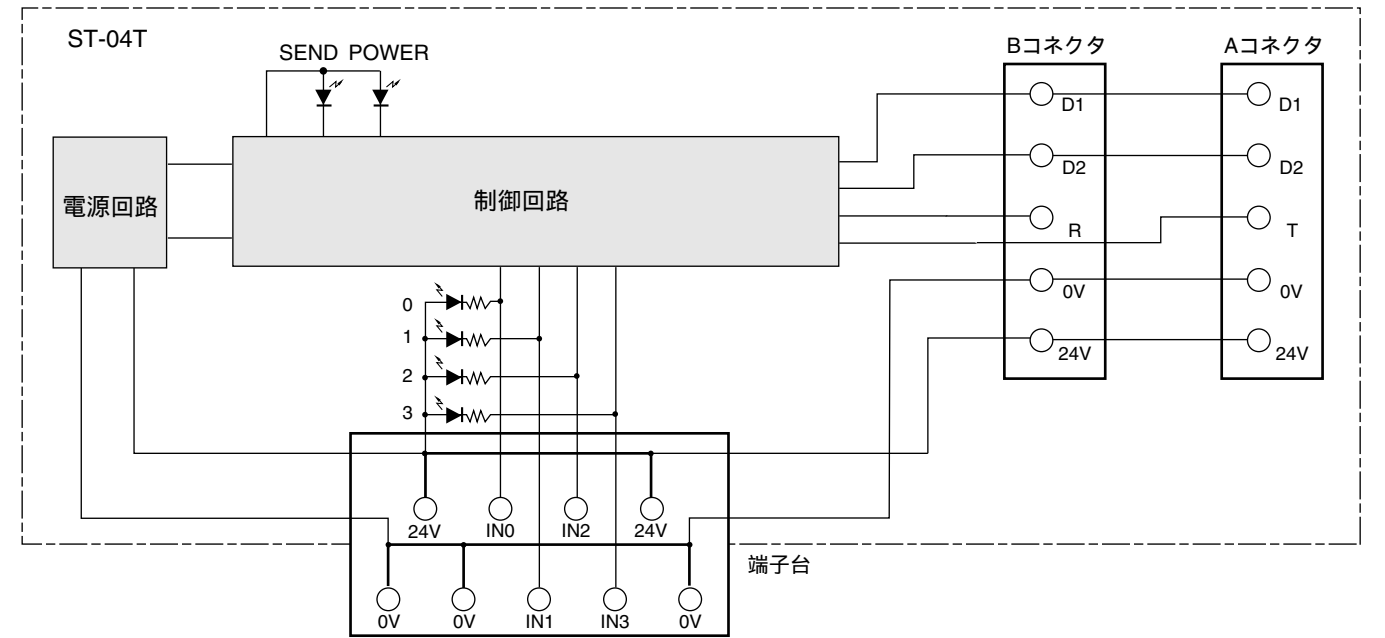 ST-04T
SEND POWER
Bコネクタ
Aコネクタ
D1
D1
D2
D2
電源回路
制御回路
R
T
0V
0V
24V
24V
0
1
2
3
24V
IN0
IN2
24V
端子台
0V
0V
IN1
IN3
0V